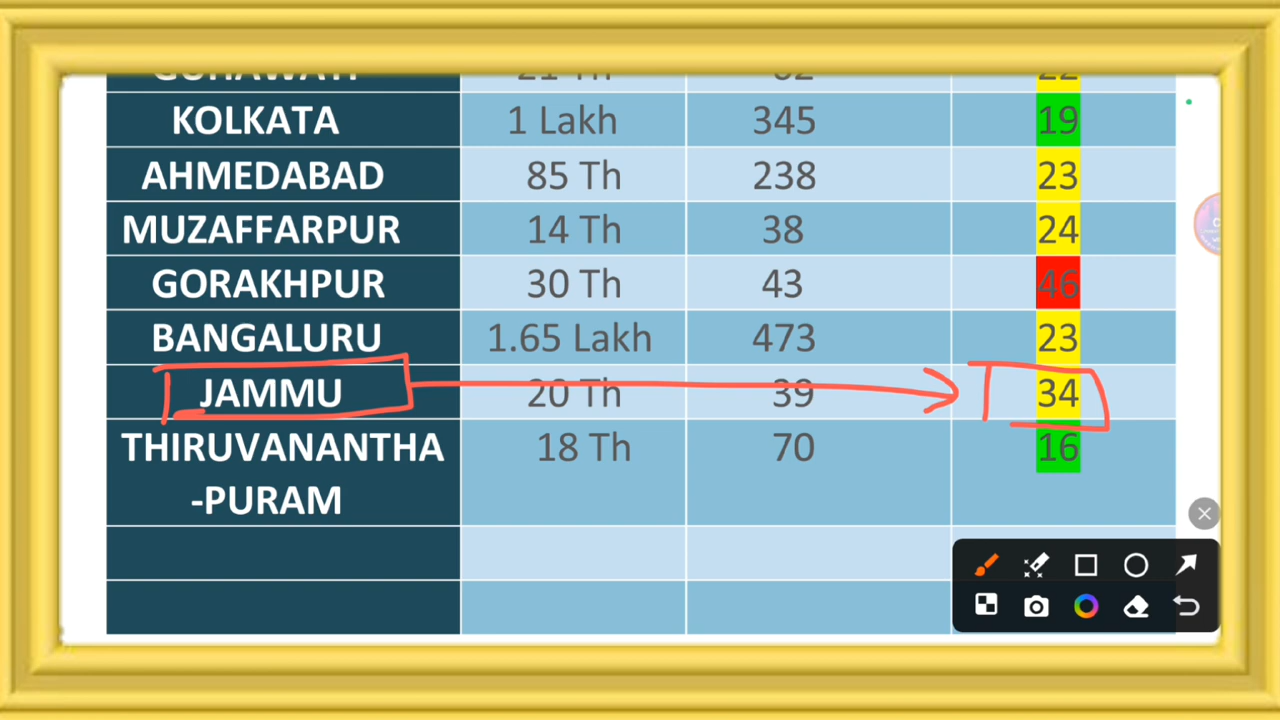 KOLKATA 1 Lakh 345 19
AHMEDABAD 85 Th 238 23
MUZAFFARPUR 14 Th 38 24
GORAKHPUR 30 Th 43 46
BANGALURU 1.65 Lakh 473 23
JAMMU 20 Th 39 34
THIRUVANANTHA 18 Th 70 16
-PURAM